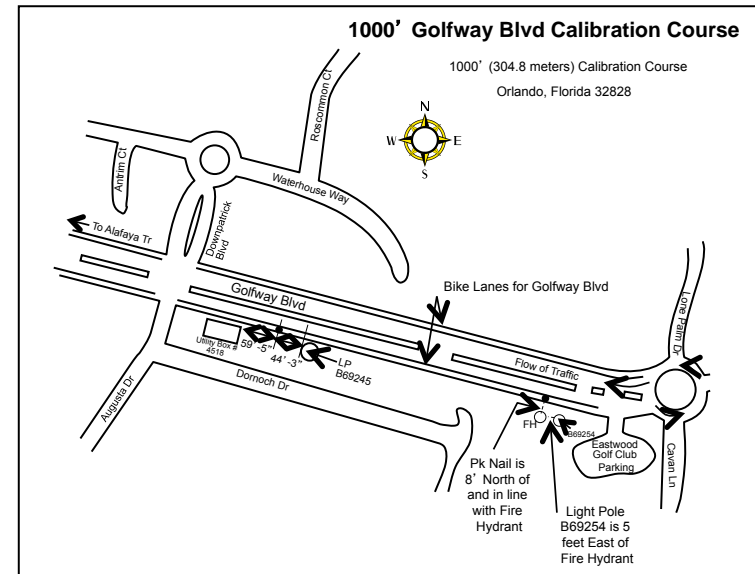 1000' Golfway Blvd Calibration Course
1000' (304.8 meters) Calibration Course
Orlando, Florida 32828
N
W
E
S
Roscommon Ct
Antrim Ct
Waterhouse Way
Downpatrick
Blvd
To Alafaya Tr
Golfway Blvd
Bike Lanes for Golfway Blvd
Lone Palm Dr
Flow of Traffic
Utility Box #
4518
59' -5"
44' -3"
LP
B69245
Dornoch Dr
Augusta Dr
FH
B69254
Eastwood
Golf Club
Parking
Cavan Ln
Pk Nail is
8' North of
and in line
with Fire
Hydrant
Light Pole
B69254 is 5
feet East of
Fire Hydrant